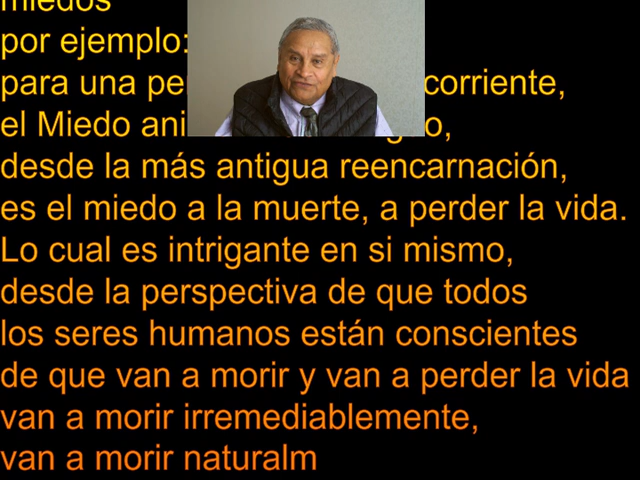 miedos
por ejemplo:
para una pe corriente,
el Miedo ani o,
desde la más antigua reencarnación,
es el miedo a la muerte, a perder la vida.
Lo cual es intrigante en si mismo,
desde la perspectiva de que todos
los seres humanos están conscientes
de que van a morir y van a perder la vida
van a morir irremediablemente,
van a morir naturalm